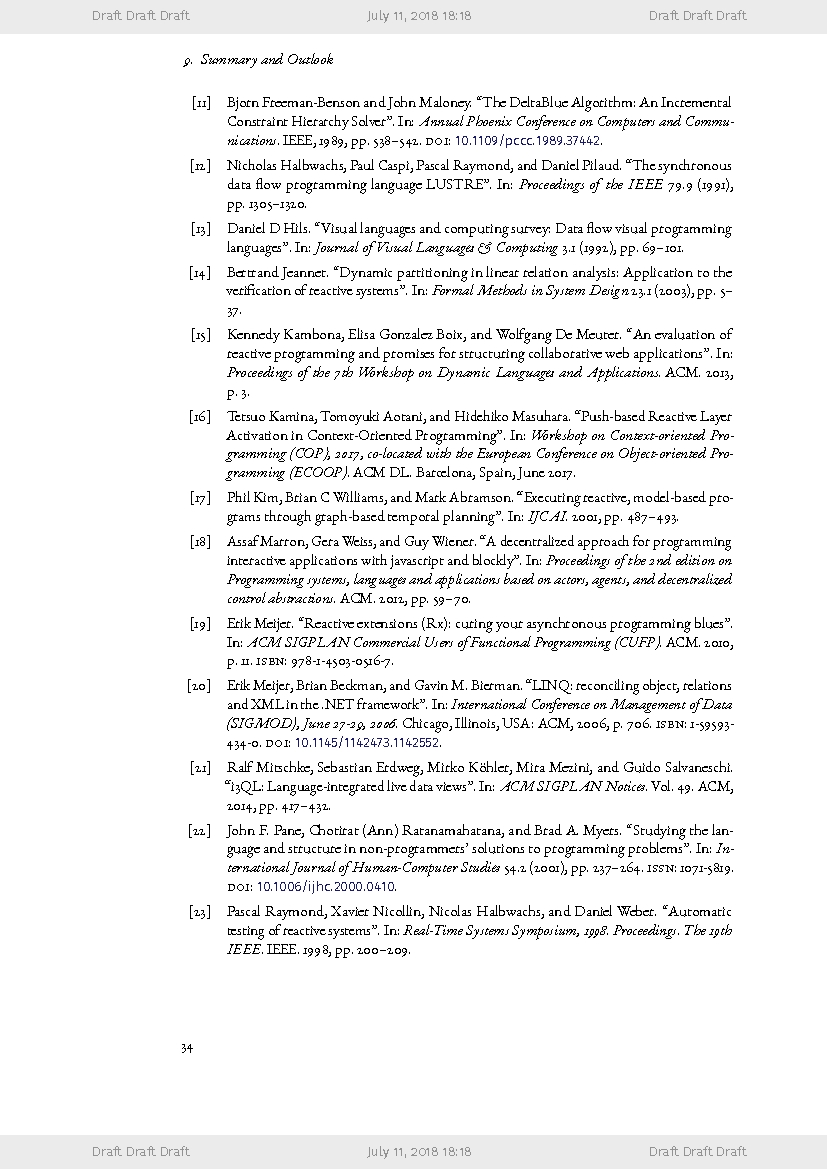 Draft Draft Draft July 11, 2018 18:18 Draft Draft Draft
9. Summary and Outlook
[11] Bjorn Freeman-Benson and John Maloney. “The DeltaBlue Algorithm: An Incremental
Constraint Hierarchy Solver”. In: Annual Phoenix Conference on Computers and Commu-
nications. IEEE, 1989, pp. 538–542. DOI: 10.1109/pccc.1989.37442.
[12] Nicholas Halbwachs, Paul Caspi, Pascal Raymond, and Daniel Pilaud. “The synchronous
data flow programming language LUSTRE”. In: Proceedings of the IEEE 79.9 (1991),
pp. 1305–1320.
[13] Daniel D Hils. “Visual languages and computing survey: Data flow visual programming
languages”. In: Journal of Visual Languages & Computing 3.1 (1992), pp. 69–101.
[14] Bertrand Jeannet. “Dynamic partitioning in linear relation analysis: Application to the
verification of reactive systems”. In: Formal Methods in System Design 23.1 (2003), pp. 5–
37.
[15] Kennedy Kambona, Elisa Gonzalez Boix, and Wolfgang De Meuter. “An evaluation of
reactive programming and promises for structuring collaborative web applications”. In:
Proceedings of the 7th Workshop on Dynamic Languages and Applications. ACM. 2013,
p. 3.
[16] Tetsuo Kamina, Tomoyuki Aotani, and Hidehiko Masuhara. “Push-based Reactive Layer
Activation in Context-Oriented Programming”. In: Workshop on Context-oriented Pro-
gramming (COP), 2017, co-located with the European Conference on Object-oriented Pro-
gramming (ECOOP). ACM DL. Barcelona, Spain, June 2017.
[17] Phil Kim, Brian C Williams, and Mark Abramson. “Executing reactive, model-based pro-
grams through graph-based temporal planning”. In: IJCAI. 2001, pp. 487–493.
[18] Assaf Marron, Gera Weiss, and Guy Wiener. “A decentralized approach for programming
interactive applications with javascript and blockly”. In: Proceedings of the 2nd edition on
Programming systems, languages and applications based on actors, agents, and decentralized
control abstractions. ACM. 2012, pp. 59–70.
[19] Erik Meijer. “Reactive extensions (Rx): curing your asynchronous programming blues”.
In: ACM SIGPLAN Commercial Users of Functional Programming (CUFP). ACM. 2010,
p. 11. ISBN: 978-1-4503-0516-7.
[20] Erik Meijer, Brian Beckman, and Gavin M. Bierman. “LINQ: reconciling object, relations
and XML in the .NET framework”. In: International Conference on Management of Data
(SIGMOD), June 27-29, 2006. Chicago, Illinois, USA: ACM, 2006, p. 706. ISBN: 1-59593-
434-0. DOI: 10.1145/1142473.1142552.
[21] Ralf Mitschke, Sebastian Erdweg, Mirko Köhler, Mira Mezini, and Guido Salvaneschi.
“i3QL: Language-integrated live data views”. In: ACM SIGPLAN Notices. Vol. 49. ACM,
2014, pp. 417–432.
[22] John F. Pane, Chotirat (Ann) Ratanamahatana, and Brad A. Myers. “Studying the lan-
guage and structure in non-programmers’ solutions to programming problems”. In: In-
ternational Journal of Human-Computer Studies 54.2 (2001), pp. 237–264. ISSN: 1071-5819.
DOI: 10.1006/ijhc.2000.0410.
[23] Pascal Raymond, Xavier Nicollin, Nicolas Halbwachs, and Daniel Weber. “Automatic
testing of reactive systems”. In: Real-Time Systems Symposium, 1998. Proceedings. The 19th
IEEE. IEEE. 1998, pp. 200–209.
34
Draft Draft Draft July 11, 2018 18:18 Draft Draft Draft